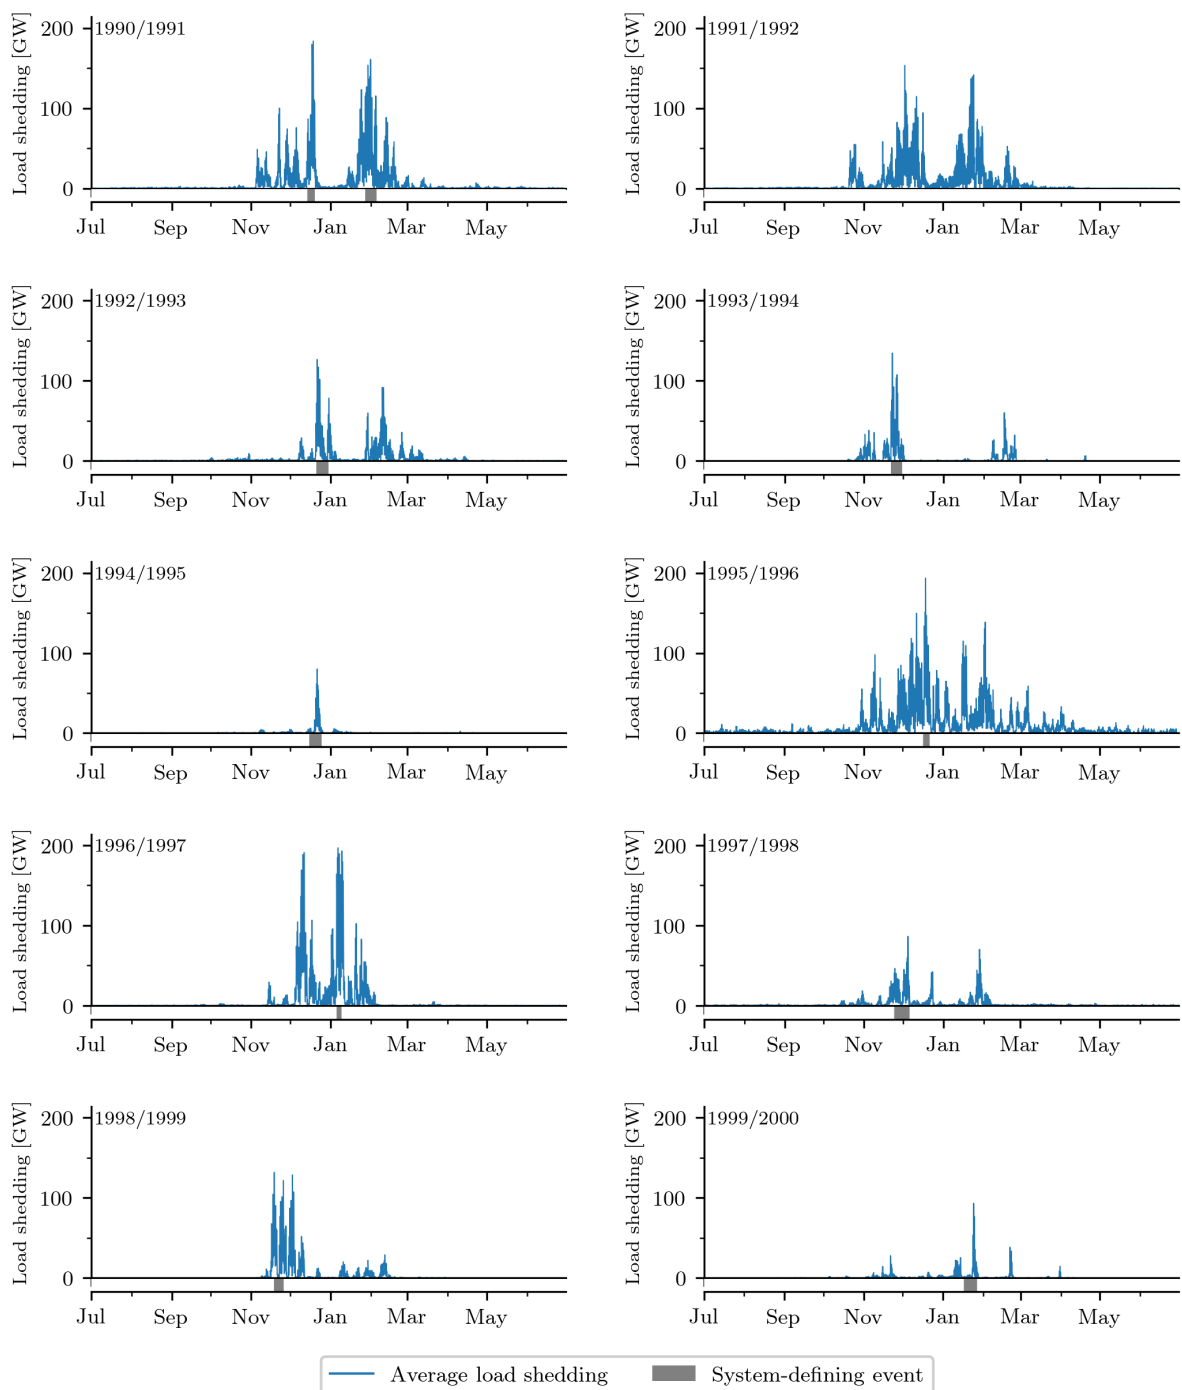 1990/1991
Load shedding [GW]
200
100
0
Jul Sep Nov Jan Mar May
1991/1992
Load shedding [GW]
200
100
0
Jul Sep Nov Jan Mar May
1992/1993
Load shedding [GW]
200
100
0
Jul Sep Nov Jan Mar May
1993/1994
Load shedding [GW]
200
100
0
Jul Sep Nov Jan Mar May
1994/1995
Load shedding [GW]
200
100
0
Jul Sep Nov Jan Mar May
1995/1996
Load shedding [GW]
200
100
0
Jul Sep Nov Jan Mar May
1996/1997
Load shedding [GW]
200
100
0
Jul Sep Nov Jan Mar May
1997/1998
Load shedding [GW]
200
100
0
Jul Sep Nov Jan Mar May
1998/1999
Load shedding [GW]
200
100
0
Jul Sep Nov Jan Mar May
1999/2000
Load shedding [GW]
200
100
0
Jul Sep Nov Jan Mar May
Average load shedding
System-defining event